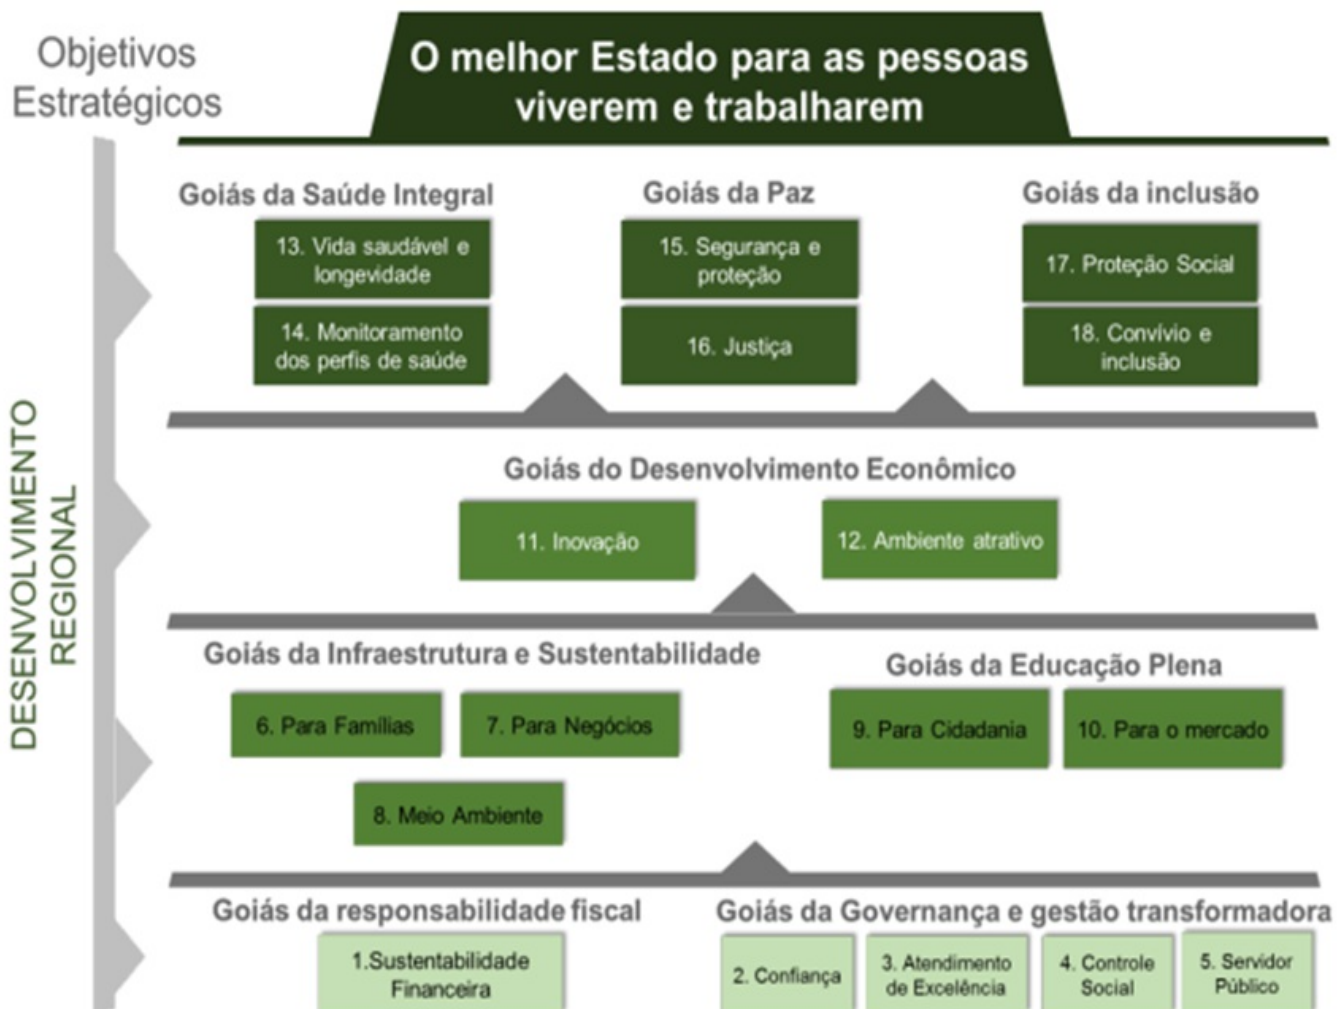 Objetivos
Estratégicos
O melhor Estado para as pessoas
viverem e trabalharem
DESENVOLVIMENTO
REGIONAL
Goiás da Saúde Integral
13. Vida saudável e
longevidade
14. Monitoramento
dos perfis de saúde
Goiás da Paz
15. Segurança e
proteção
16. Justiça
Goiás da inclusão
17. Proteção Social
18. Convívio e
inclusão
Goiás do Desenvolvimento Econômico
11. Inovação
12. Ambiente atrativo
Goiás da Infraestrutura e Sustentabilidade
6. Para Famílias
7. Para Negócios
8. Meio Ambiente
Goiás da Educação Plena
9. Para Cidadania
10. Para o mercado
Goiás da responsabilidade fiscal
1.Sustentabilidade
Financeira
Goiás da Governança e gestão transformadora
2. Confiança
3. Atendimento
de Excelência
4. Controle
Social
5. Servidor
Público